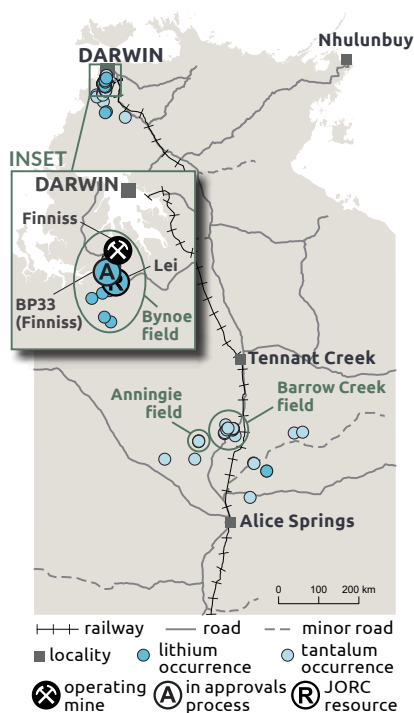 Nhulunbuy
DARWIN
INSET
DARWIN
Finniss
A
Lei
R
BP33
(Finniss)
Bynoe
field
Tennant Creek
Anningie
field
Barrow Creek
field
Alice Springs
0 100 200 km
railway road minor road
locality lithium occurrence tantalum occurrence
operating mine A in approvals process R JORC resource